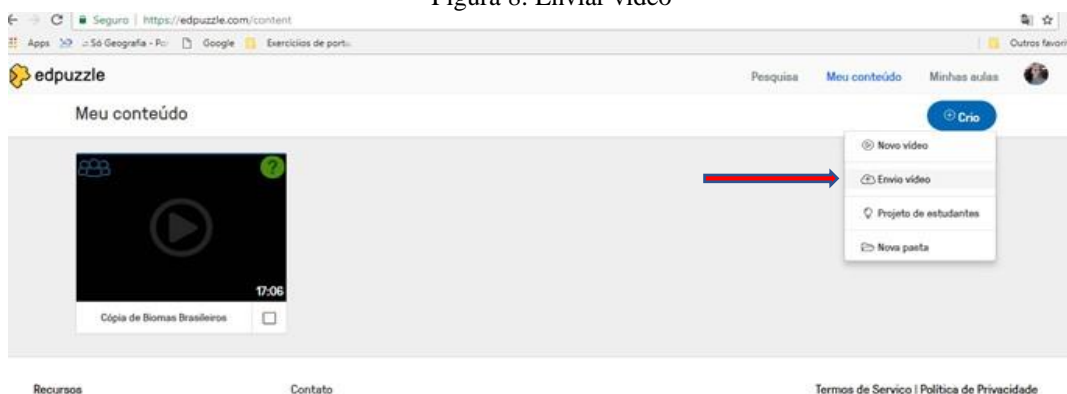 Figura 8: Enviar vídeo
Seguro | https://edpuzzle.com/content
Apps Só Geografia - Po Google Exercícios de port
Outros favori
edpuzzle
Pesquisa Meu conteúdo Minhas aulas
Meu conteúdo
Crio
Novo vídeo
?
Envio vídeo
Projeto de estudantes
Nova pasta
17:06
Cópia de Biomas Brasileiros
Recursos Contato Termos de Serviço | Política de Privacidade